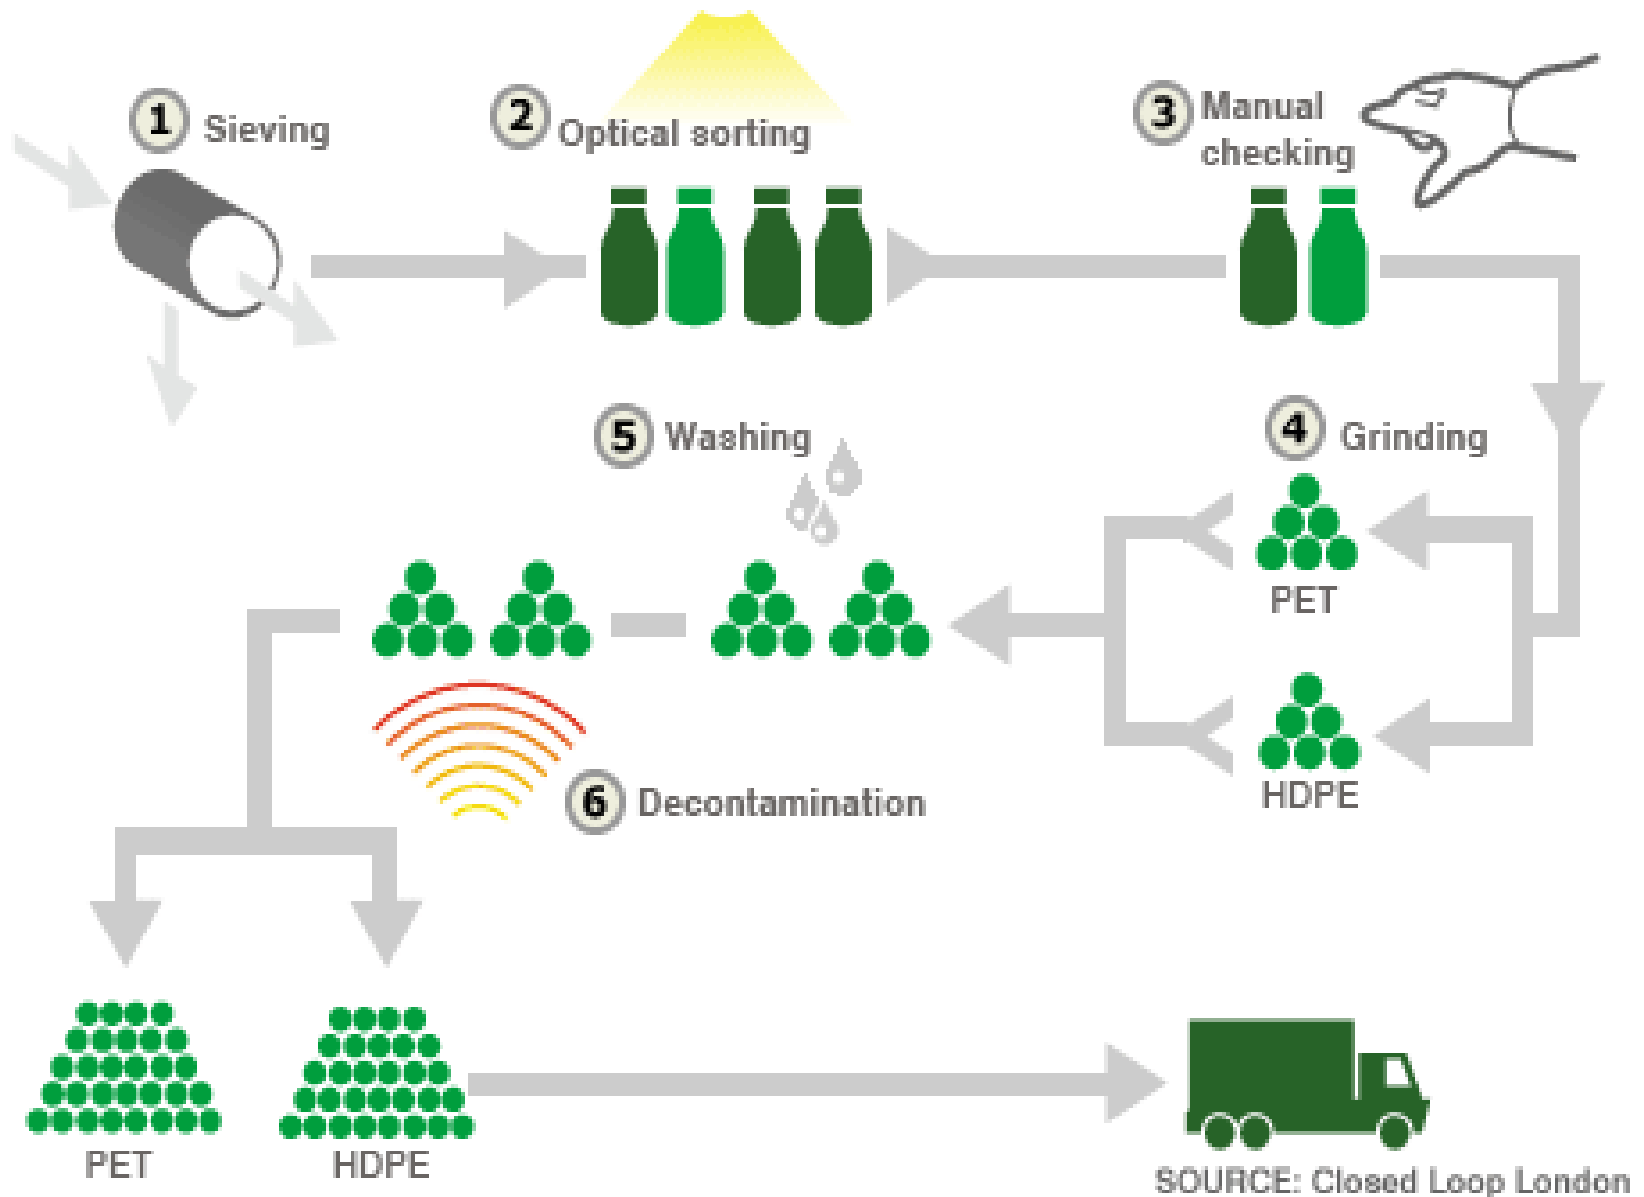 1 Sieving
2 Optical sorting
3 Manual
checking
4 Grinding
PET
HDPE
5 Washing
6 Decontamination
PET
HDPE
SOURCE: Closed Loop London